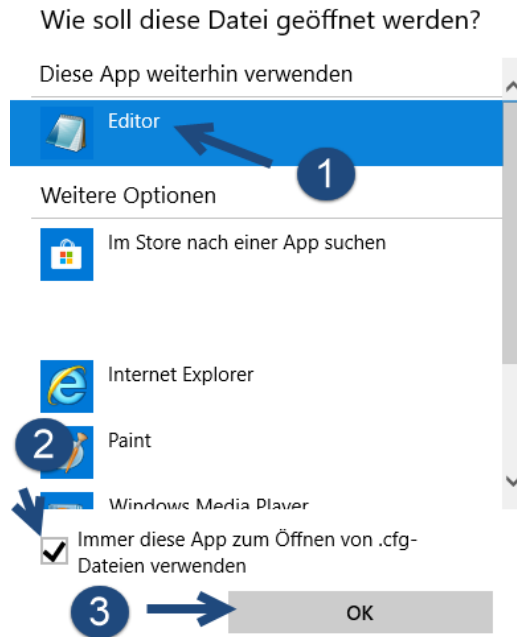 Wie soll diese Datei geöffnet werden?
Diese App weiterhin verwenden
Editor
1
Weitere Optionen
Im Store nach einer App suchen
Internet Explorer
2
Paint
Windows Media Player
Immer diese App zum Öffnen von .cfg-
Dateien verwenden
3
OK